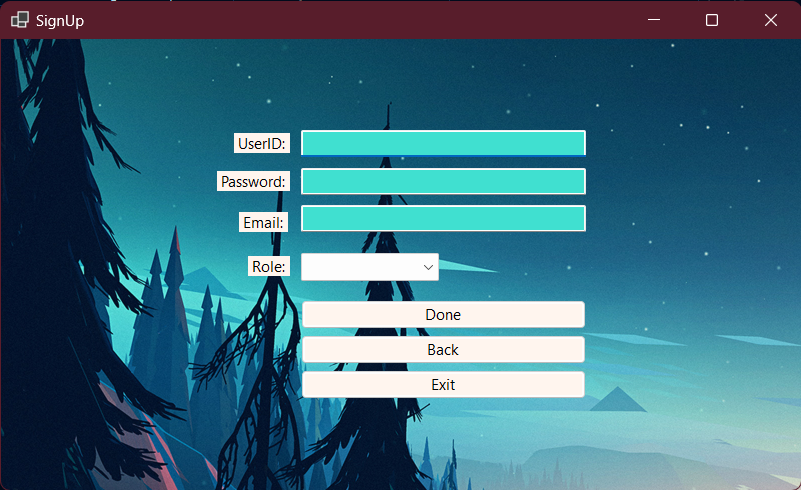 SignUp
UserID:
Password:
Email:
Role:
Done
Back
Exit